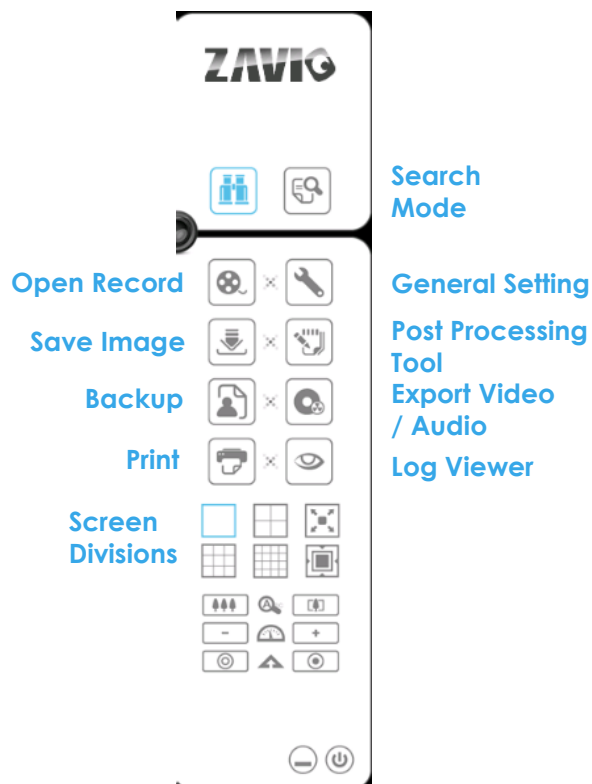 ZAVIO
Search
Mode
Open Record
General Setting
Save Image
Post Processing
Tool
Backup
Export Video
/ Audio
Print
Log Viewer
Screen
Divisions
A
- +